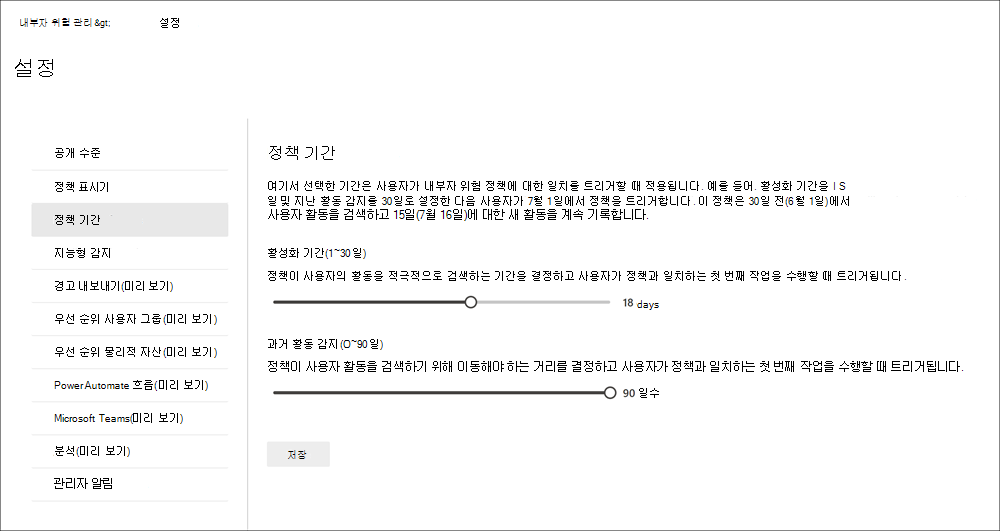 내부자 위험 관리 &gt; 설정
설정
공개 수준
정책 표시기
정책 기간
지능형 감지
경고 내보내기(미리 보기)
우선 순위 사용자 그룹(미리 보기)
우선 순위 물리적 자산(미리 보기)
PowerAutomate 흐름(미리 보기)
Microsoft Teams(미리 보기)
분석(미리 보기)
관리자 알림
정책 기간
여기서 선택한 기간은 사용자가 내부자 위험 정책에 대한 일치를 트리거할 때 적용됩니다. 예를 들어. 활성화 기간을 I S
일 및 지난 활동 감지를 30일로 설정한 다음 사용자가 7월 1일에서 정책을 트리거합니다. 이 정책은 30일 전(6월 1일)에서
사용자 활동을 검색하고 15일(7월 16일)에 대한 새 활동을 계속 기록합니다.
활성화 기간(1~30일)
정책이 사용자의 활동을 적극적으로 검색하는 기간을 결정하고 사용자가 정책과 일치하는 첫 번째 작업을 수행할 때 트리거됩니다.
18 days
과거 활동 감지(O~90일)
정책이 사용자 활동을 검색하기 위해 이동해야 하는 거리를 결정하고 사용자가 정책과 일치하는 첫 번째 작업을 수행할 때 트리거됩니다.
90 일수
저장